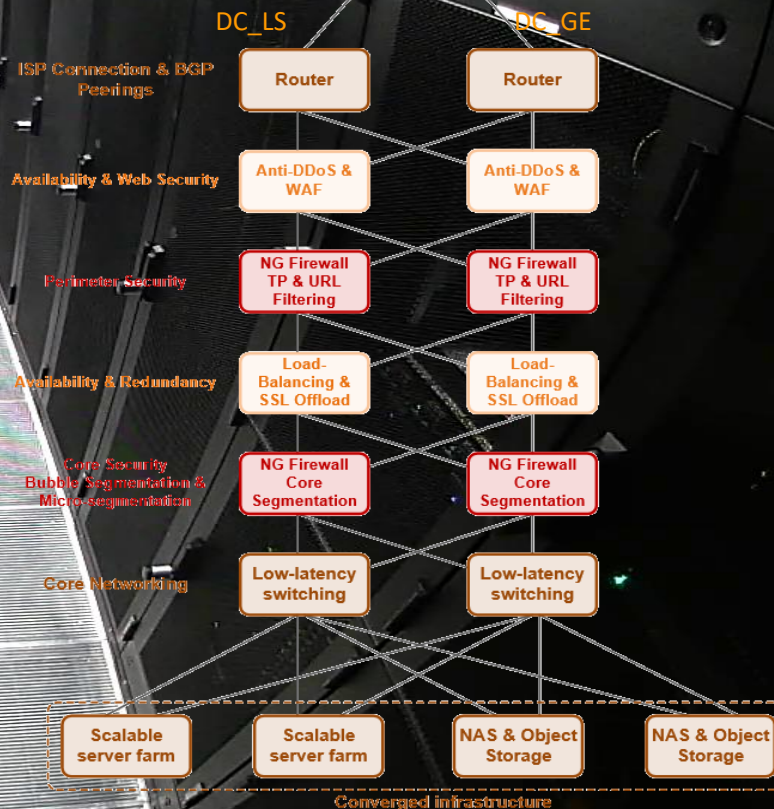 DC_LS
DC_GE
ISP Connection & BGP
Peerings
Router
Router
Availability & Web Security
Anti-DDoS &
WAF
Anti-DDoS &
WAF
Perimeter Security
NG Firewall
TP & URL
Filtering
NG Firewall
TP & URL
Filtering
Availability & Redundancy
Load-
Balancing &
SSL Offload
Load-
Balancing &
SSL Offload
Core Security
Bubble Segmentation &
Micro-segmentation
NG Firewall
Core
Segmentation
NG Firewall
Core
Segmentation
Core Networking
Low-latency
switching
Low-latency
switching
Scalable
server farm
Scalable
server farm
NAS & Object
Storage
NAS & Object
Storage
Converged infrastructure